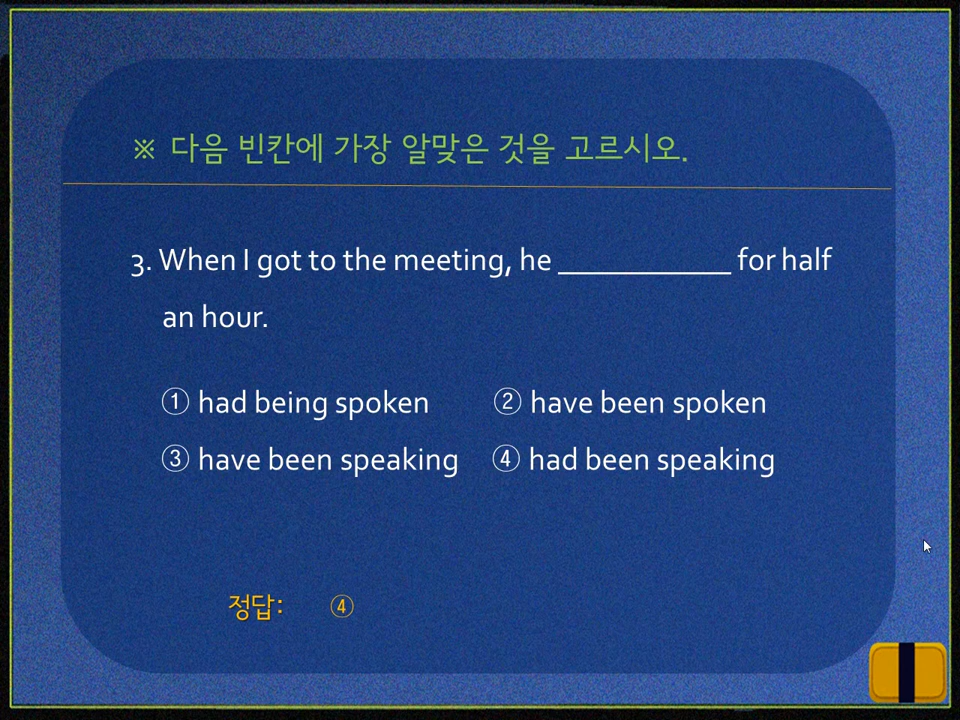 ※ 다음 빈칸에 가장 알맞은 것을 고르시오.
3. When I got to the meeting, he ____________ for half
an hour.
① had being spoken ② have been spoken
③ have been speaking ④ had been speaking
정답: ④